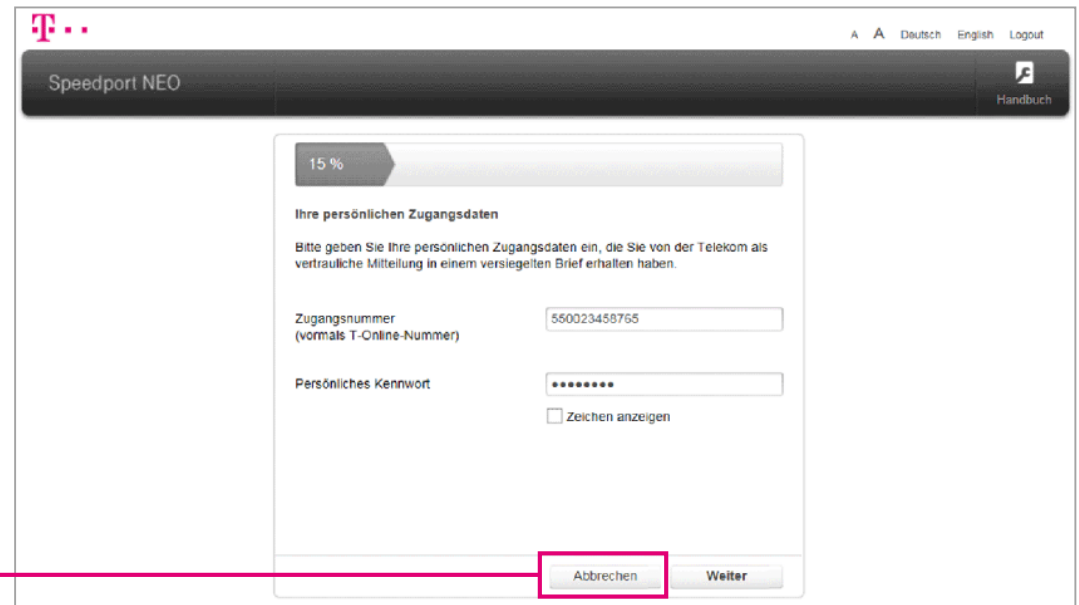 T
A A Deutsch English Logout
Speedport NEO
Handbuch
15 %
Ihre persönlichen Zugangsdaten
Bitte geben Sie Ihre persönlichen Zugangsdaten ein, die Sie von der Telekom als
vertrauliche Mitteilung in einem versiegelten Brief erhalten haben.
Zugangsnummer
(vormals T-Online-Nummer)
550023458765
Persönliches Kennwort
••••••••
Zeichen anzeigen
Abbrechen
Weiter